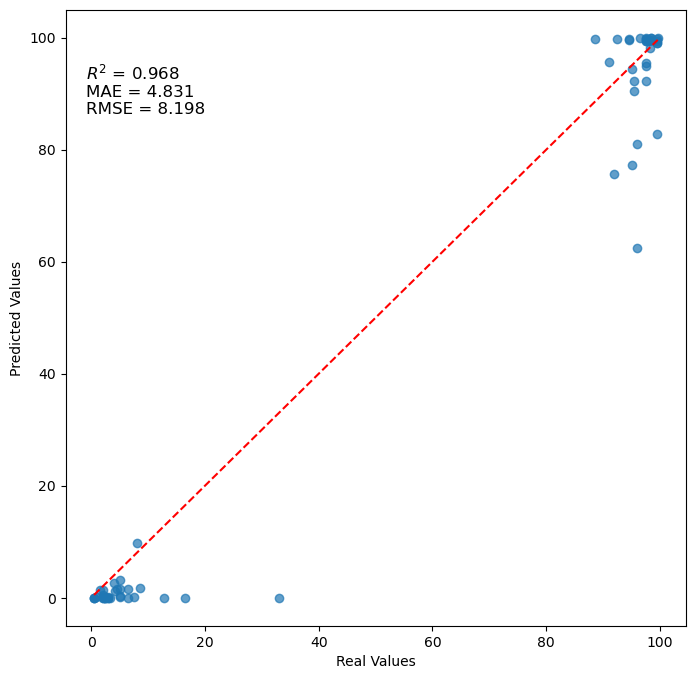 100
80
60
40
20
0
Predicted Values
R² = 0.968
MAE = 4.831
RMSE = 8.198
0 20 40 60 80 100
Real Values